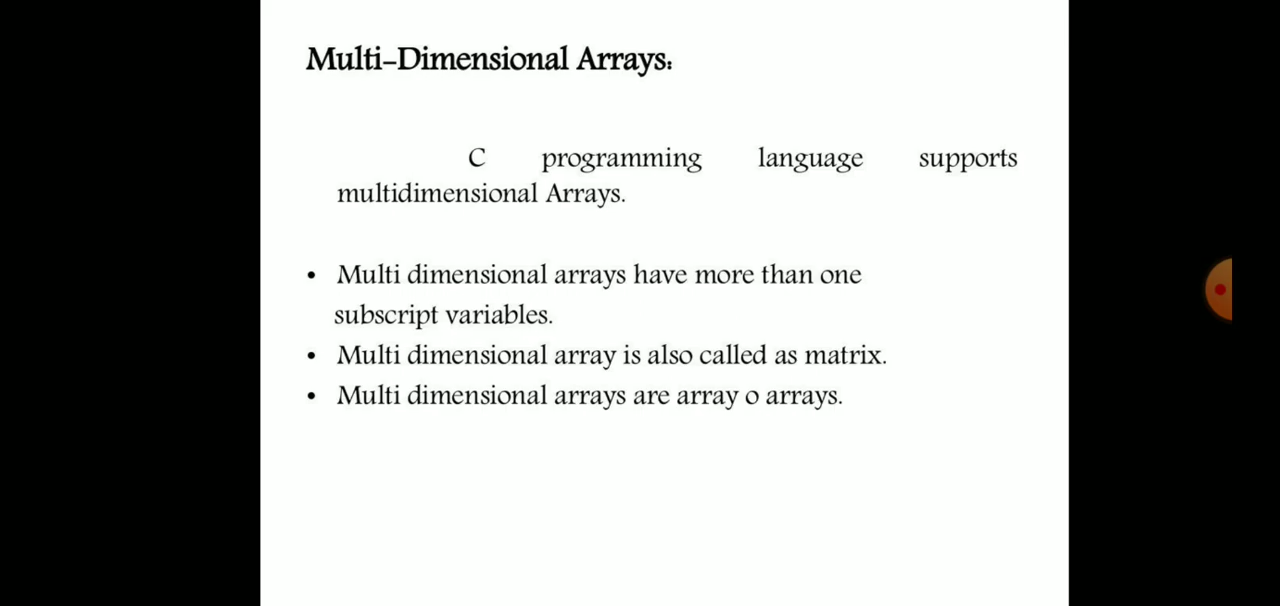 Multi-Dimensional Arrays:
C programming language supports
multidimensional Arrays.
• Multi dimensional arrays have more than one
subscript variables.
• Multi dimensional array is also called as matrix.
• Multi dimensional arrays are array o arrays.